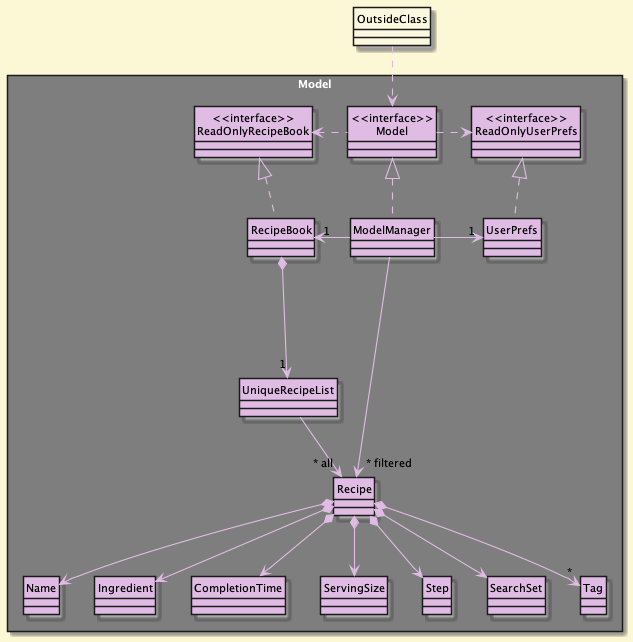 OutsideClass
Model
<<interface>>
ReadOnlyRecipeBook
<<interface>>
Model
<<interface>>
ReadOnlyUserPrefs
RecipeBook
1
ModelManager
1
UserPrefs
1
UniqueRecipeList
* all
* filtered
Recipe
*
Name
Ingredient
CompletionTime
ServingSize
Step
SearchSet
Tag